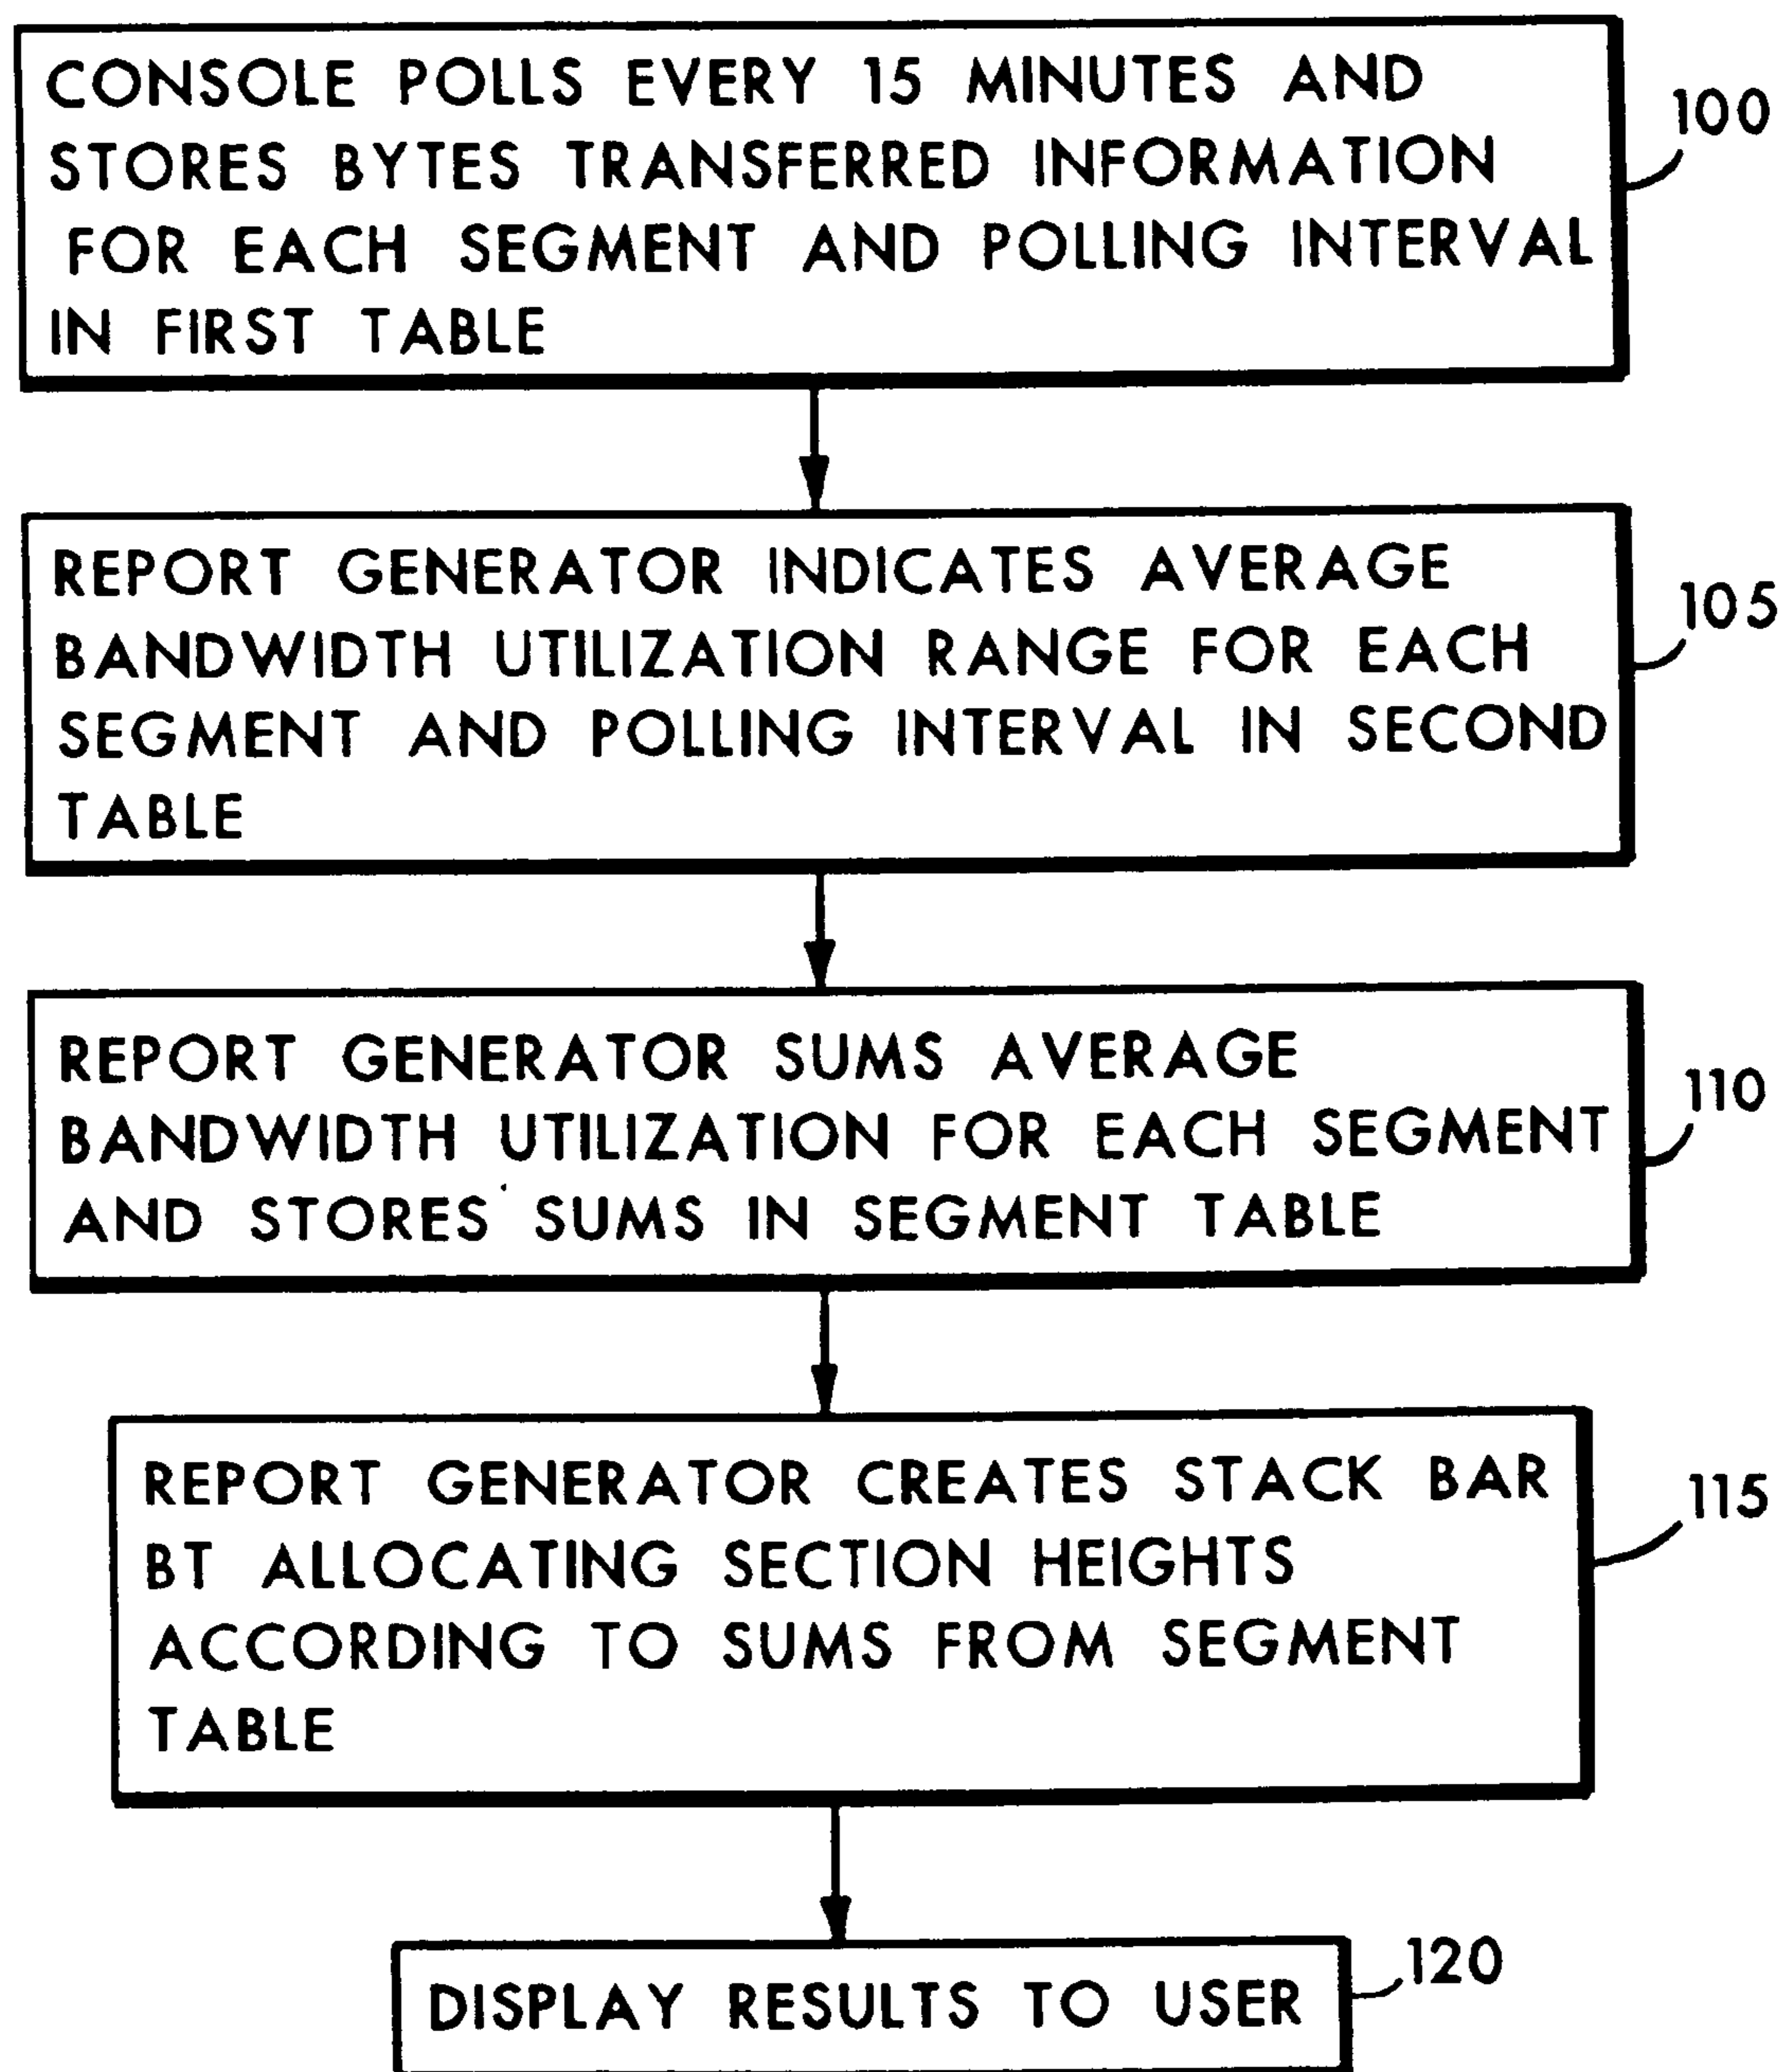 CONSOLE POLLS EVERY 15 MINUTES AND
STORES BYTES TRANSFERRED INFORMATION
FOR EACH SEGMENT AND POLLING INTERVAL
IN FIRST TABLE
100
REPORT GENERATOR INDICATES AVERAGE
BANDWIDTH UTILIZATION RANGE FOR EACH
SEGMENT AND POLLING INTERVAL IN SECOND
TABLE
105
REPORT GENERATOR SUMS AVERAGE
BANDWIDTH UTILIZATION FOR EACH SEGMENT
AND STORES SUMS IN SEGMENT TABLE
110
REPORT GENERATOR CREATES STACK BAR
BT ALLOCATING SECTION HEIGHTS
ACCORDING TO SUMS FROM SEGMENT
TABLE
115
DISPLAY RESULTS TO USER
120